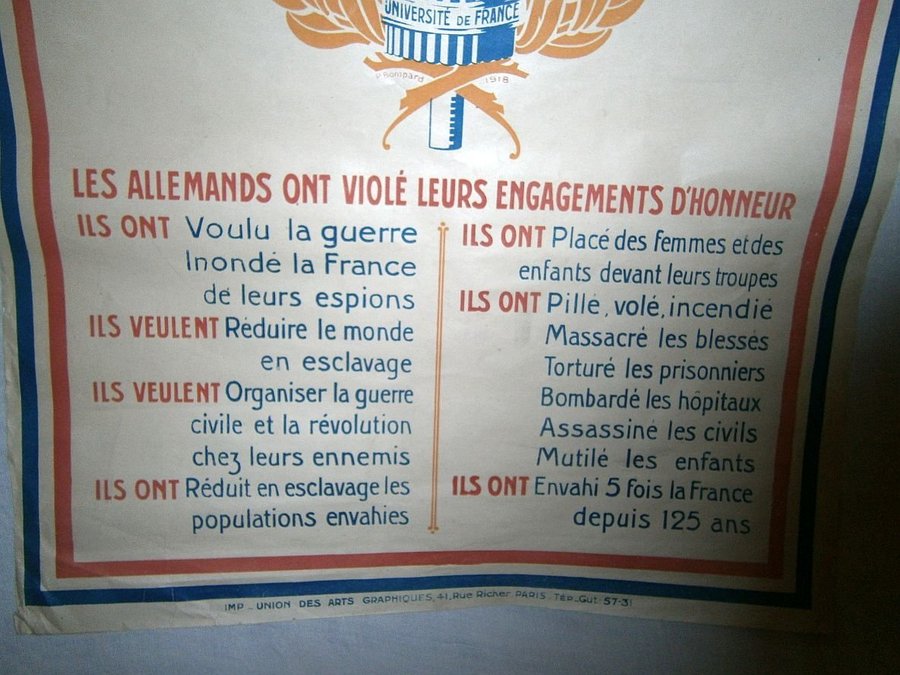 UNIVERSITÉ DE FRANCE
P. Bompard 1918
LES ALLEMANDS ONT VIOLÉ LEURS ENGAGEMENTS D'HONNEUR
ILS ONT Voulu la guerre
Inondé la France
de leurs espions
ILS VEULENT Réduire le monde
en esclavage
ILS VEULENT Organiser la guerre
civile et la révolution
chez leurs ennemis
ILS ONT Réduit en esclavage les
populations envahies
ILS ONT Placé des femmes et des
enfants devant leurs troupes
ILS ONT Pillé, volé, incendié
Massacré les blessés
Torturé les prisonniers
Bombardé les hôpitaux
Assassiné les civils
Mutilé les enfants
ILS ONT Envahi 5 fois la France
depuis 125 ans
IMP _ UNION DES ARTS GRAPHIQUES, 41, Rue Richer PARIS. TÉP. Gut. 57-31